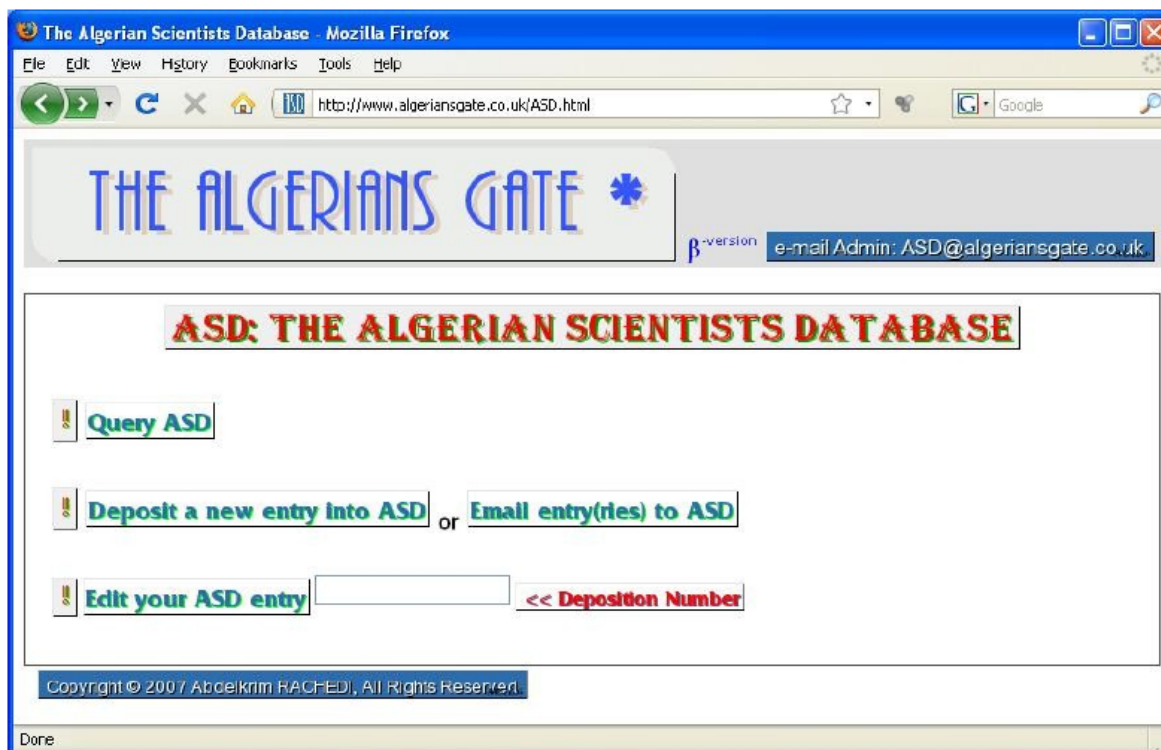 The Algerian Scientists Database - Mozilla Firefox
File Edit View History Bookmarks Tools Help
ASD http://www.algeriansgate.co.uk/ASD.html G Google
THE ALGERIANS GATE *
β-version e-mail Admin: ASD@algeriansgate.co.uk
ASD: THE ALGERIAN SCIENTISTS DATABASE
!! Query ASD
!! Deposit a new entry into ASD or Email entry(ries) to ASD
!! Edit your ASD entry << Deposition Number
Copyright © 2007 Abdelkrim RACHEDI, All Rights Reserved.
Done